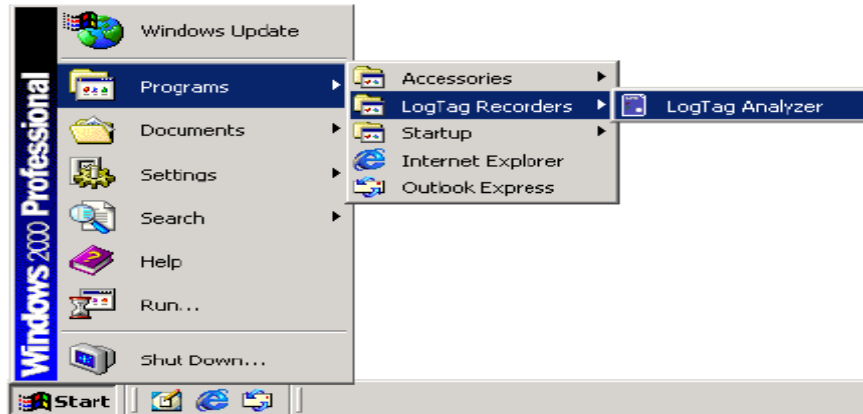 Windows 2000 Professional
Windows Update
Programs
Documents
Settings
Search
Help
Run...
Shut Down...
Accessories
LogTag Recorders
Startup
Internet Explorer
Outlook Express
LogTag Analyzer
Start